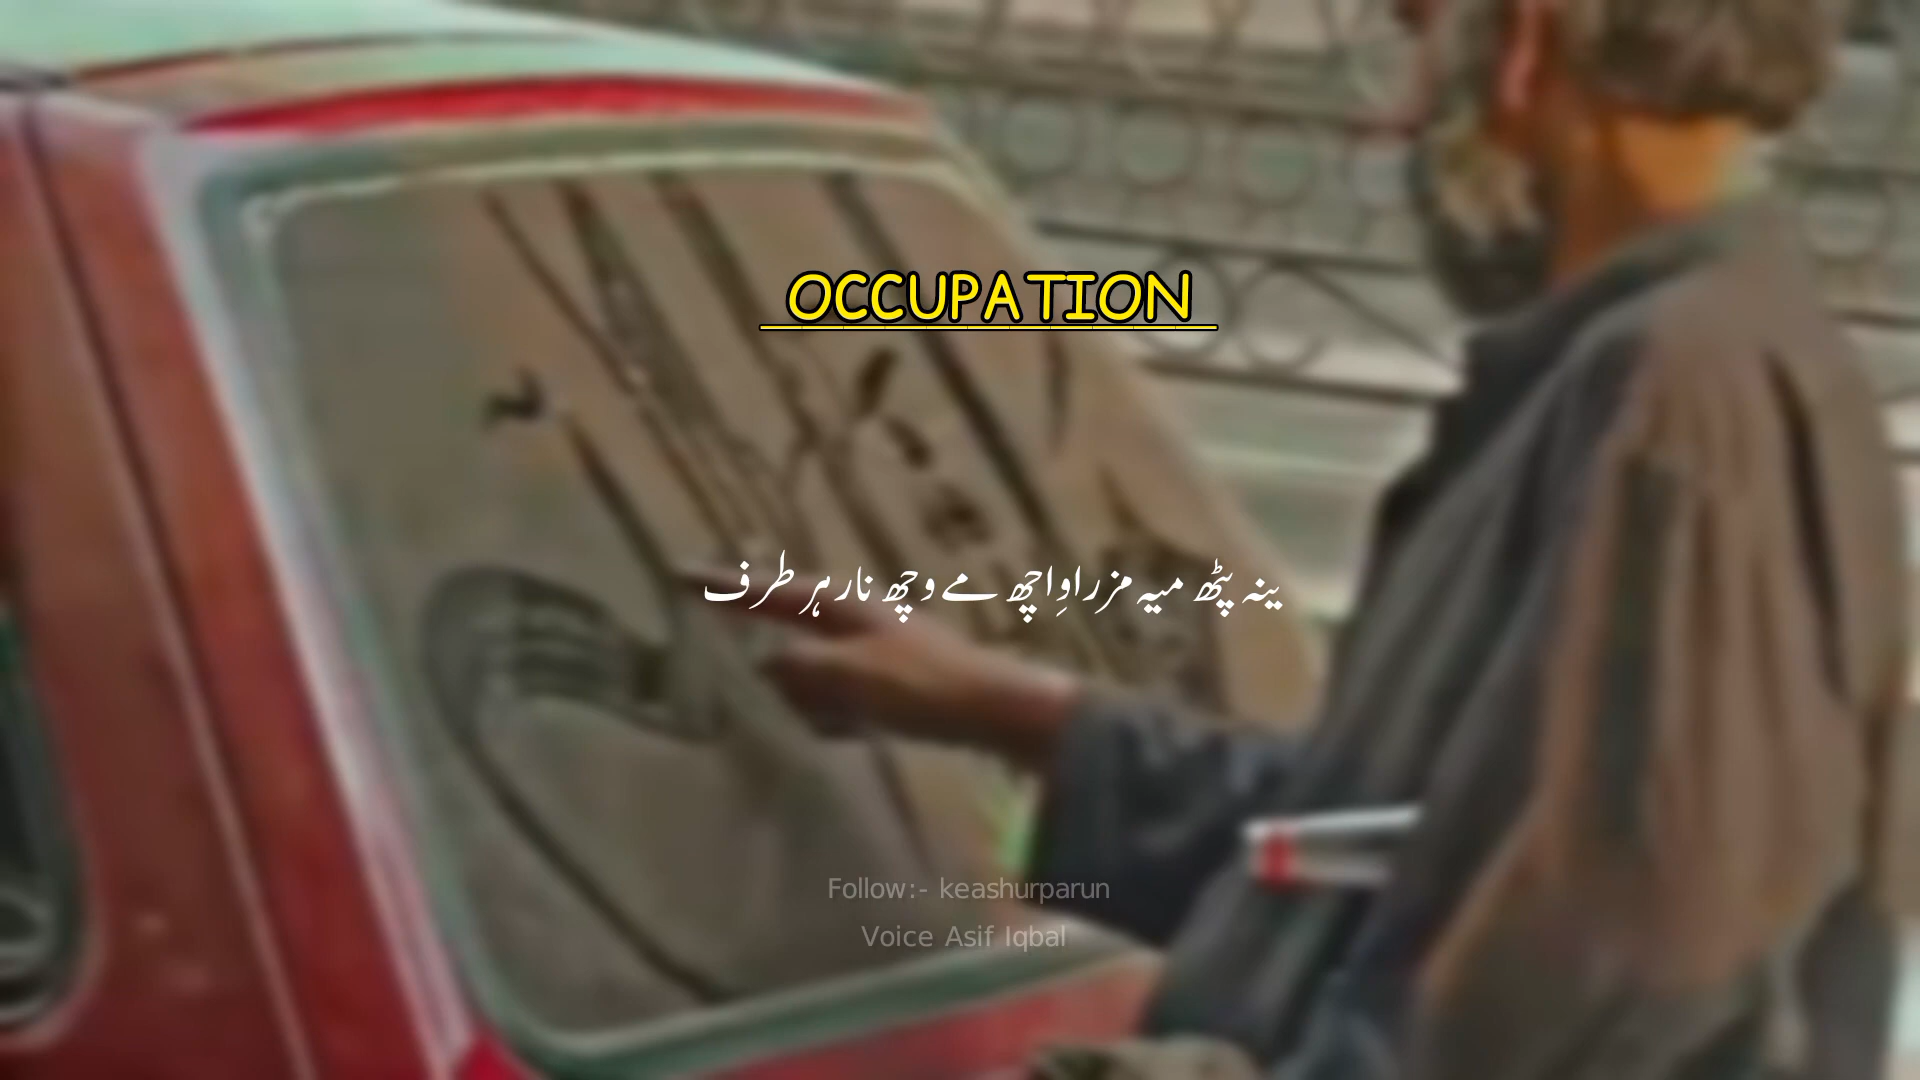 OCCUPATION
ینہ پٹھ میہ مزراوِاچھ مے وچھ نار ہر طرف
Follow:- keashurparun
Voice Asif Iqbal